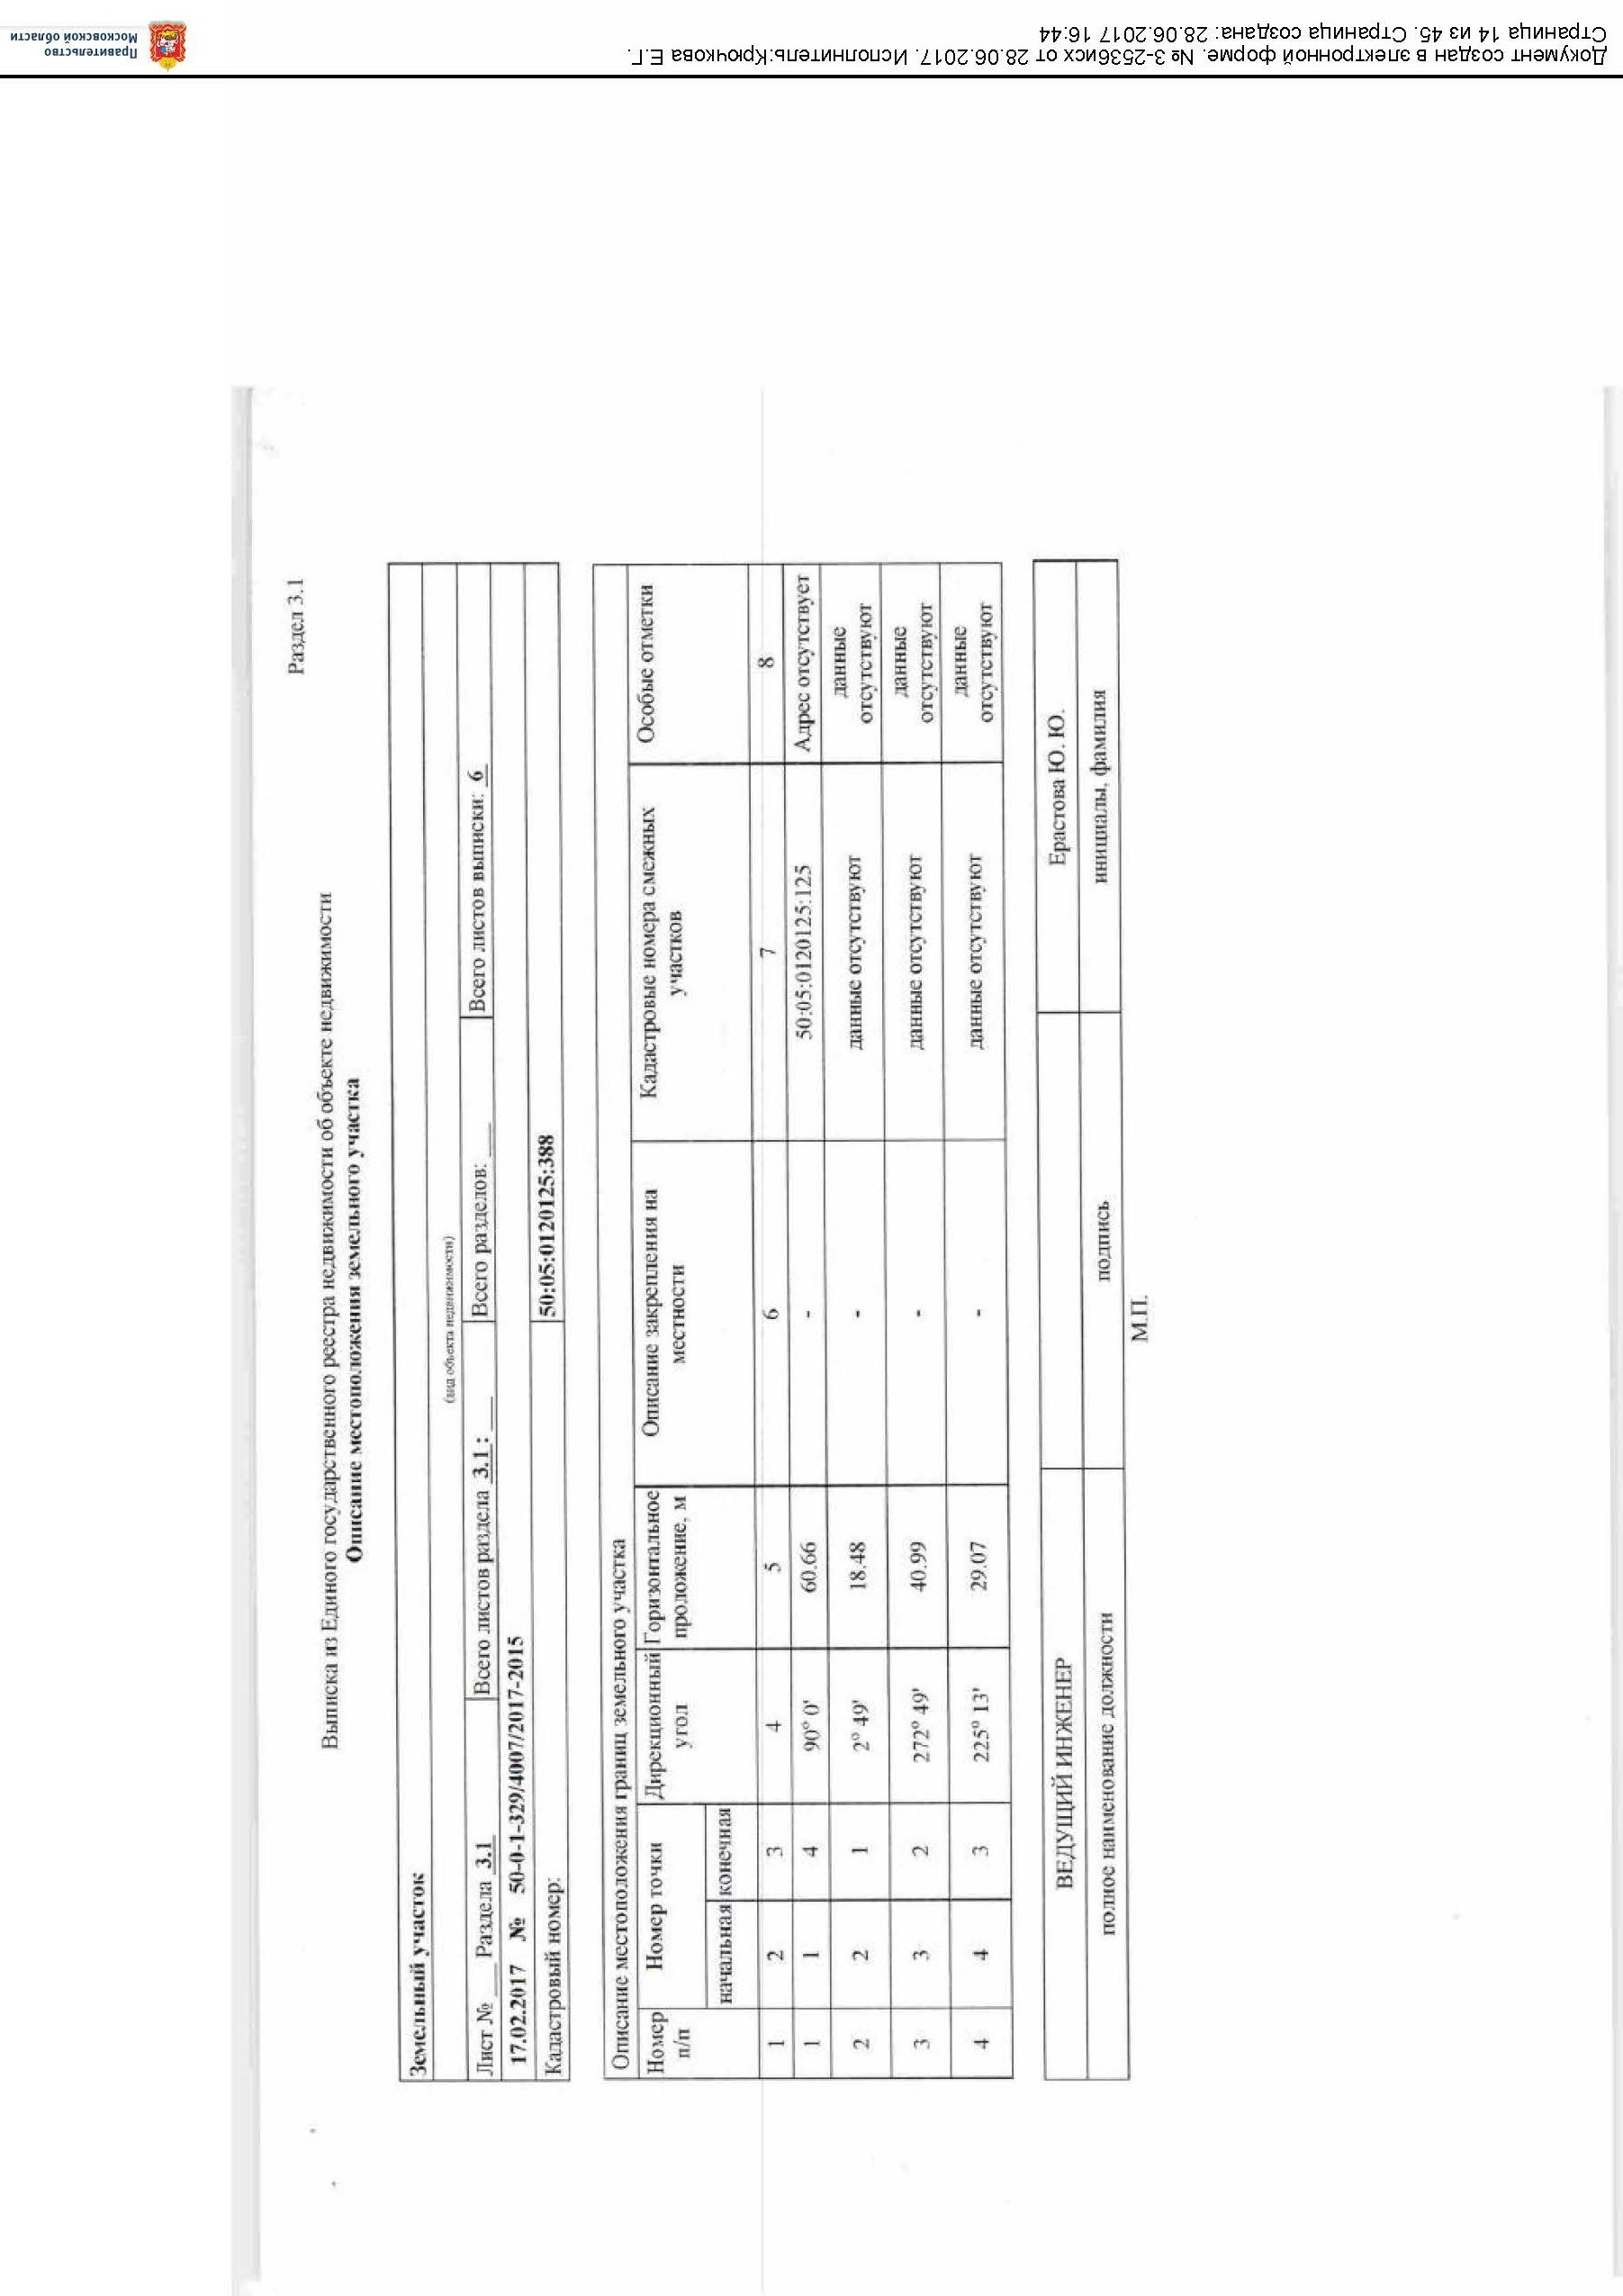 Документ создан в электронной форме. № 3-2536исх от 28.06.2017. Исполнитель:Крючкова Е.Г.
Страница 14 из 45. Страница создана: 28.06.2017 16:44
Правительство
Московской области
Раздел 3.1
Выписка из Единого государственного реестра недвижимости об объекте недвижимости
Описание местоположения земельного участка
Земельный участок
(вид объекта недвижимости)
Лист № ___ Раздела 3.1 Всего листов раздела 3.1 : ___ Всего разделов: ___ Всего листов выписки: 6
17.02.2017 № 50-0-1-329/4007/2017-2015
Кадастровый номер: 50:05:0120125:388
Описание местоположения границ земельного участка
Номер п/п Номер точки Дирекционный угол Горизонтальное проложение, м Описание закрепления на местности Кадастровые номера смежных участков Особые отметки
начальная конечная
1 2 3 4 5 6 7 8
1 1 4 90° 0' 60.66 - 50:05:0120125:125 Адрес отсутствует
2 2 1 2° 49' 18.48 - данные отсутствуют данные отсутствуют
3 3 2 272° 49' 40.99 - данные отсутствуют данные отсутствуют
4 4 3 225° 13' 29.07 - данные отсутствуют данные отсутствуют
ВЕДУЩИЙ ИНЖЕНЕР Ерастова Ю. Ю.
полное наименование должности подпись инициалы, фамилия
М.П.